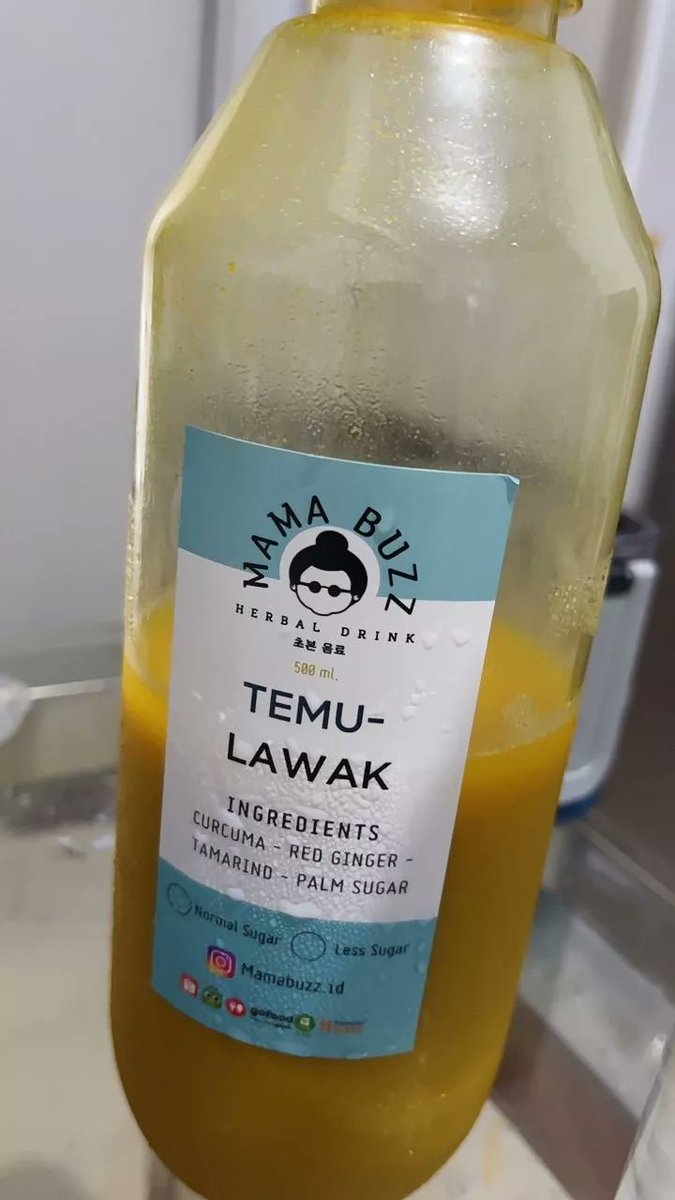 MAMA BUZZ
HERBAL DRINK
초본 음료
500 ml.
TEMU-
LAWAK
INGREDIENTS
CURCUMA - RED GINGER -
TAMARIND - PALM SUGAR
Normal Sugar Less Sugar
Mamabuzz.id
gofood